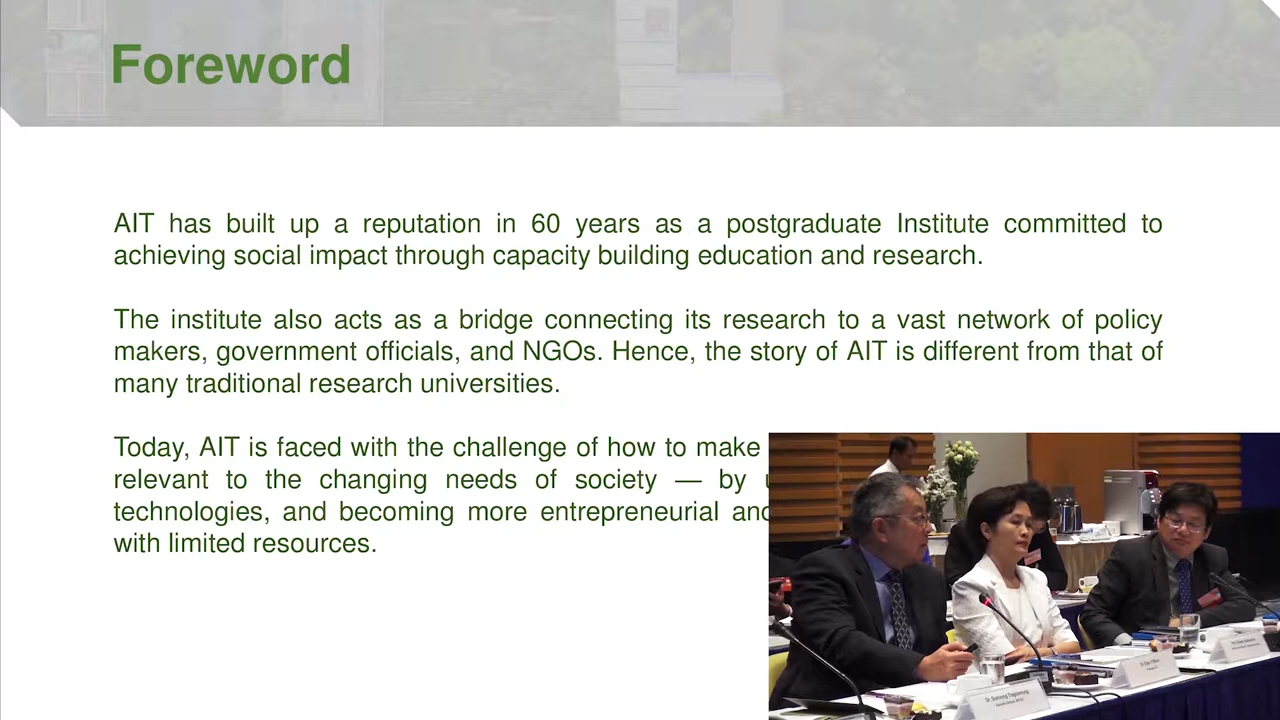 Foreword
AIT has built up a reputation in 60 years as a postgraduate Institute committed to
achieving social impact through capacity building education and research.
The institute also acts as a bridge connecting its research to a vast network of policy
makers, government officials, and NGOs. Hence, the story of AIT is different from that of
many traditional research universities.
Today, AIT is faced with the challenge of how to make
relevant to the changing needs of society — by
technologies, and becoming more entrepreneurial and
with limited resources.
Dr.